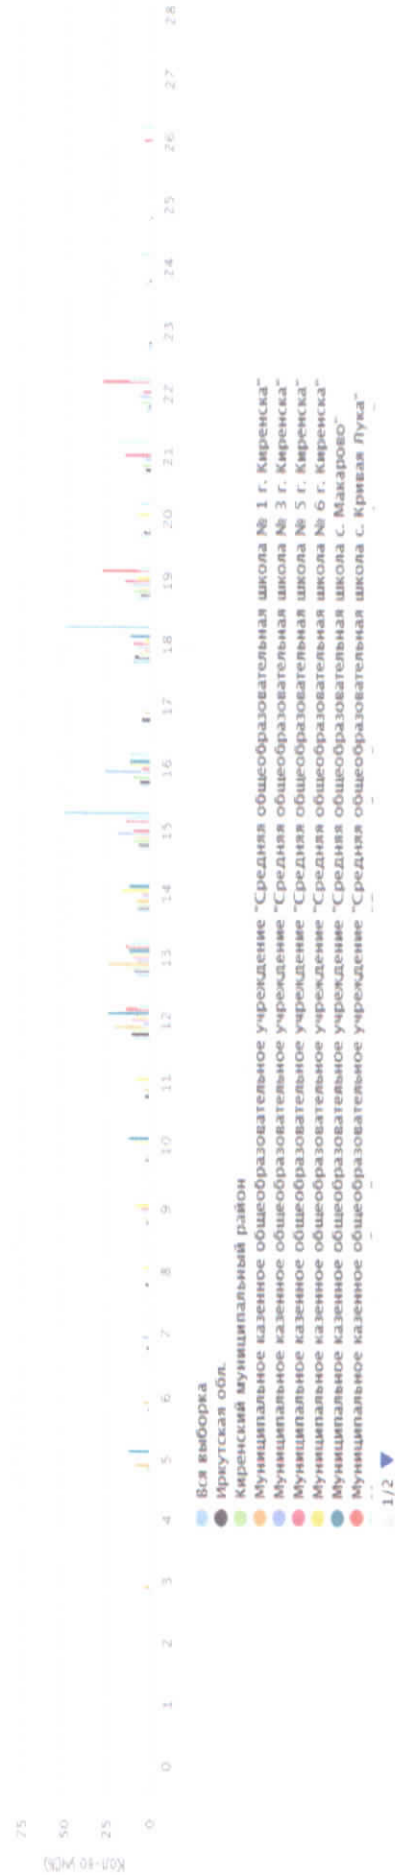 75
50
25
0
Кол-во уч(%)
0 1 2 3 4 5 6 7 8 9 10 11 12 13 14 15 16 17 18 19 20 21 22 23 24 25 26 27 28
Вся выборка
Иркутская обл.
Киренский муниципальный район
Муниципальное казенное общеобразовательное учреждение "Средняя общеобразовательная школа № 1 г. Киренска"
Муниципальное казенное общеобразовательное учреждение "Средняя общеобразовательная школа № 3 г. Киренска"
Муниципальное казенное общеобразовательное учреждение "Средняя общеобразовательная школа № 5 г. Киренска"
Муниципальное казенное общеобразовательное учреждение "Средняя общеобразовательная школа № 6 г. Киренска"
Муниципальное казенное общеобразовательное учреждение "Средняя общеобразовательная школа с. Макарово"
Муниципальное казенное общеобразовательное учреждение "Средняя общеобразовательная школа с. Кривая Лука"
1/2